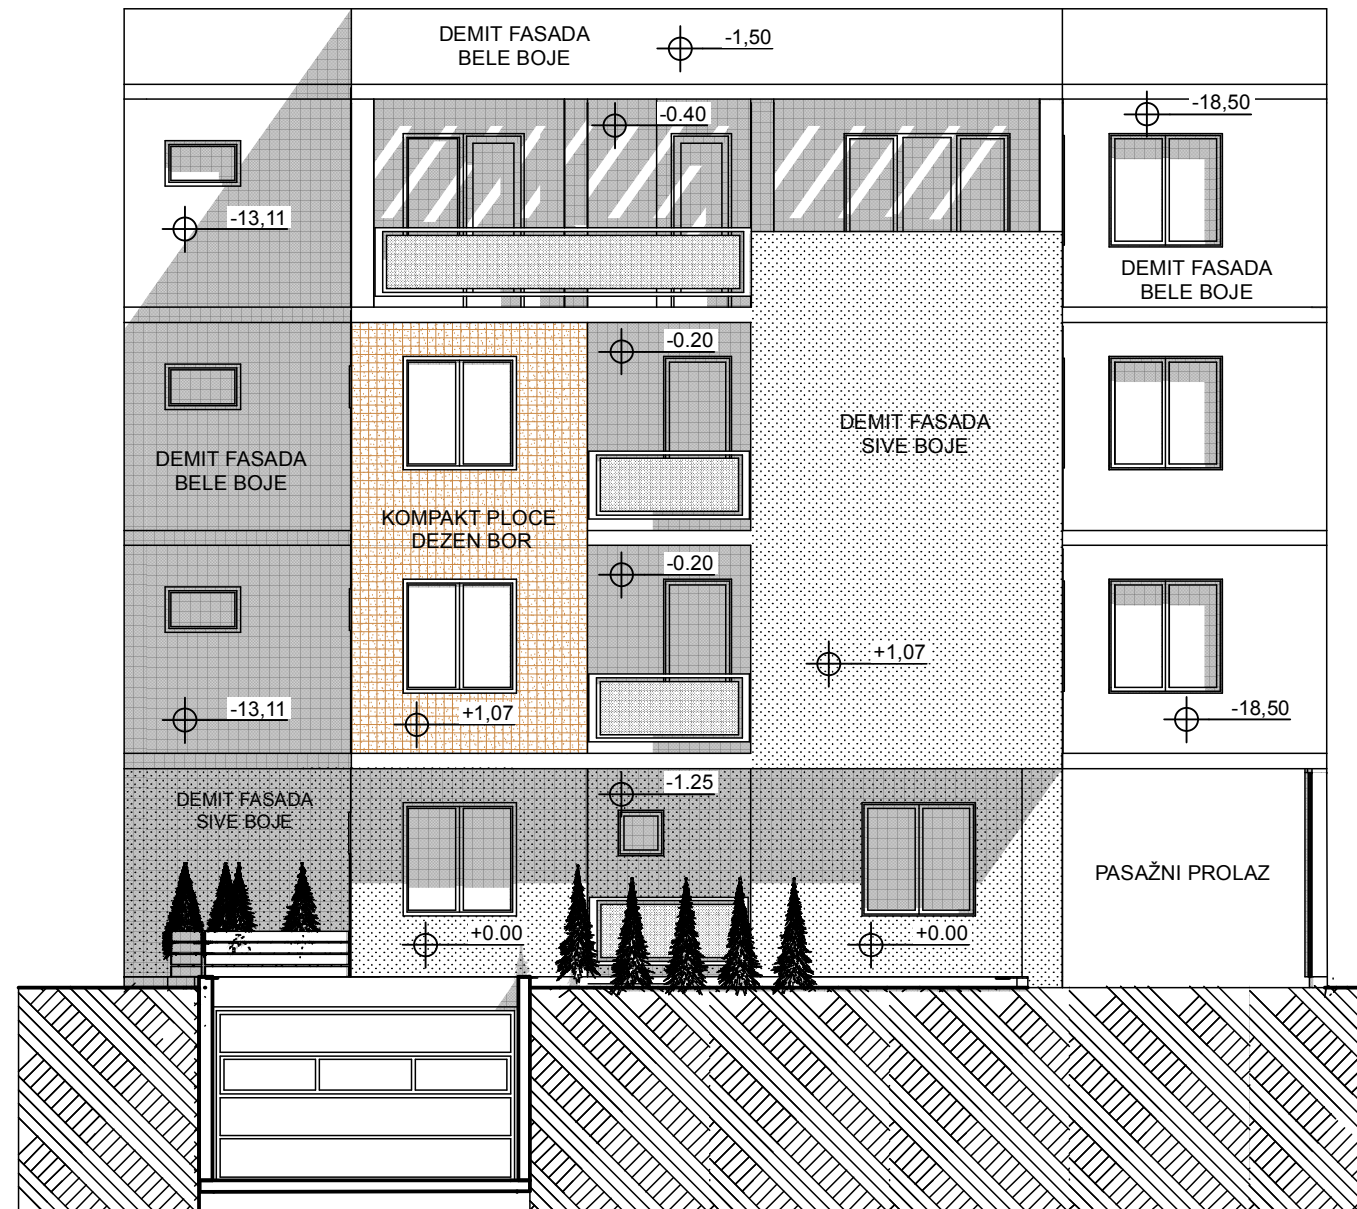 DEMIT FASADA
BELE BOJE
-1,50
-0.40
-18,50
-13,11
DEMIT FASADA
BELE BOJE
-0.20
DEMIT FASADA
SIVE BOJE
DEMIT FASADA
BELE BOJE
KOMPAKT PLOCE
DEZEN BOR
-0.20
+1,07
-13,11
+1,07
-18,50
-1.25
DEMIT FASADA
SIVE BOJE
PASAŽNI PROLAZ
+0.00
+0.00